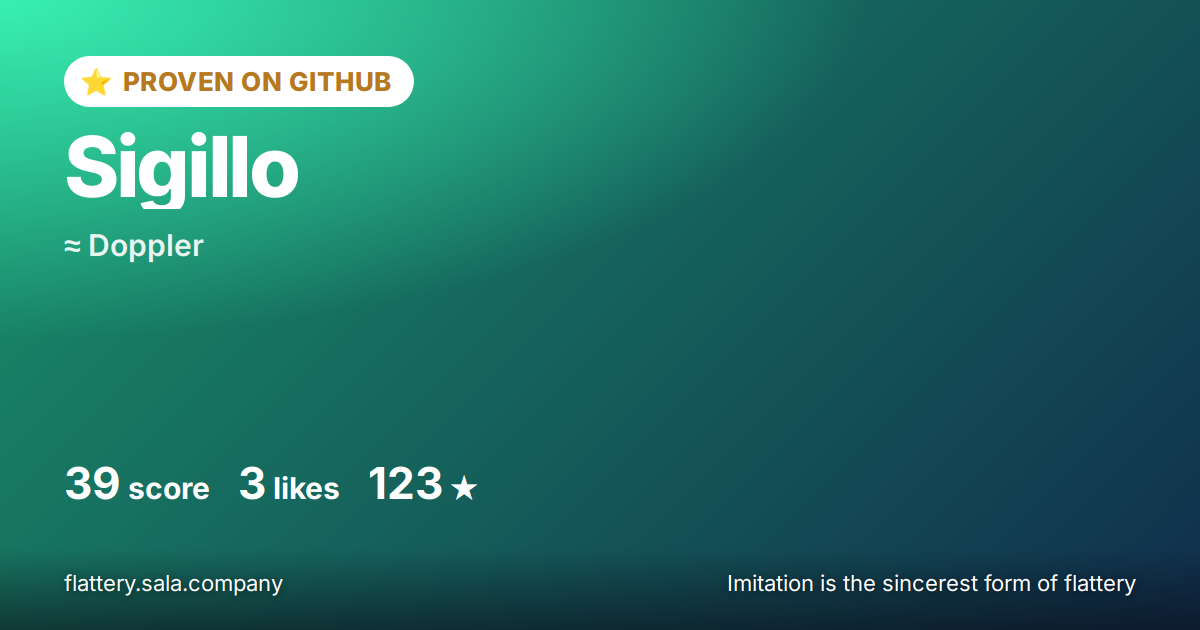 ⭐ PROVEN ON GITHUB
Sigillo
≈ Doppler
39 score 3 likes 123 ★
flattery.sala.company
Imitation is the sincerest form of flattery